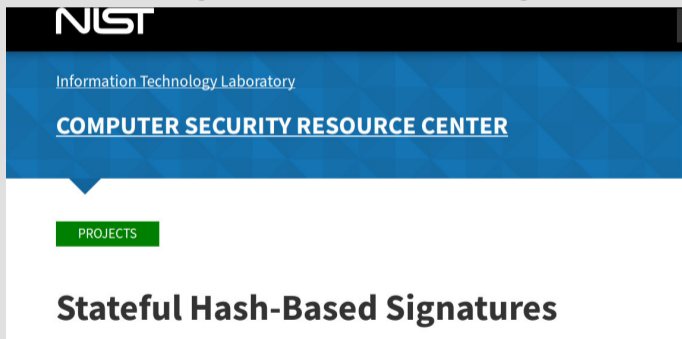 NIST
Information Technology Laboratory
COMPUTER SECURITY RESOURCE CENTER
PROJECTS
Stateful Hash-Based Signatures